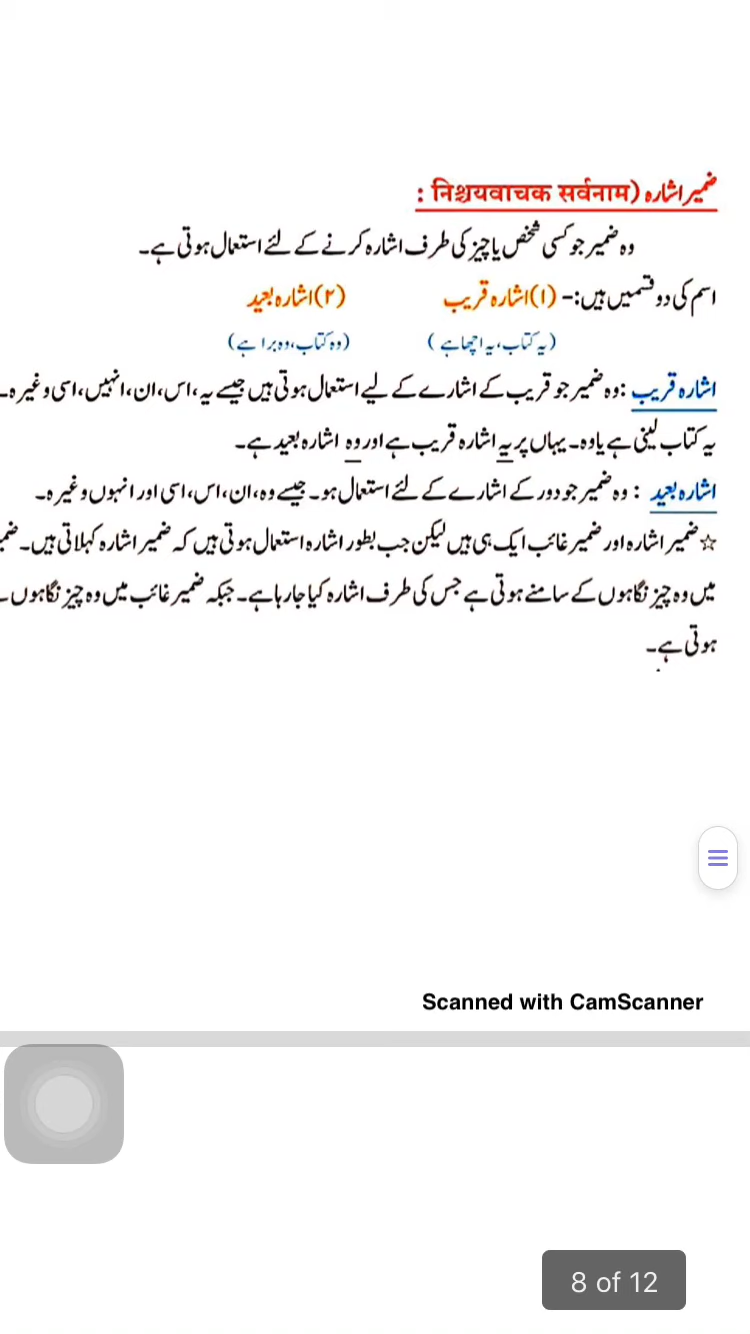 ضمیر اشارہ (निश्चयवाचक सर्वनाम) :
وہ ضمیر جو کسی شخص یا چیز کی طرف اشارہ کرنے کے لئے استعمال ہوتی ہے۔
اسم کی دو قسمیں ہیں:- (۱) اشارہ قریب (۲) اشارہ بعید
(یہ کتاب، یہ اچھا ہے) (وہ کتاب، وہ برا ہے)
اشارہ قریب :وہ ضمیر جو قریب کے اشارے کے لیے استعمال ہوتی ہیں جیسے یہ، اس، ان، انہیں، اسی وغیرہ۔
یہ کتاب لینی ہے یا وہ۔ یہاں پر یہ اشارہ قریب ہے اور وہ اشارہ بعید ہے۔
اشارہ بعید : وہ ضمیر جو دور کے اشارے کے لئے استعمال ہو۔ جیسے وہ، ان، اس، اسی اور انہوں وغیرہ۔
☆ ضمیر اشارہ اور ضمیر غائب ایک ہی ہیں لیکن جب بطور اشارہ استعمال ہوتی ہیں کہ ضمیر اشارہ کہلاتی ہیں۔
میں وہ چیز نگاہوں کے سامنے ہوتی ہے جس کی طرف اشارہ کیا جا رہا ہے۔ جبکہ ضمیر غائب میں وہ چیز نگاہوں
ہوتی ہے۔
Scanned with CamScanner
8 of 12